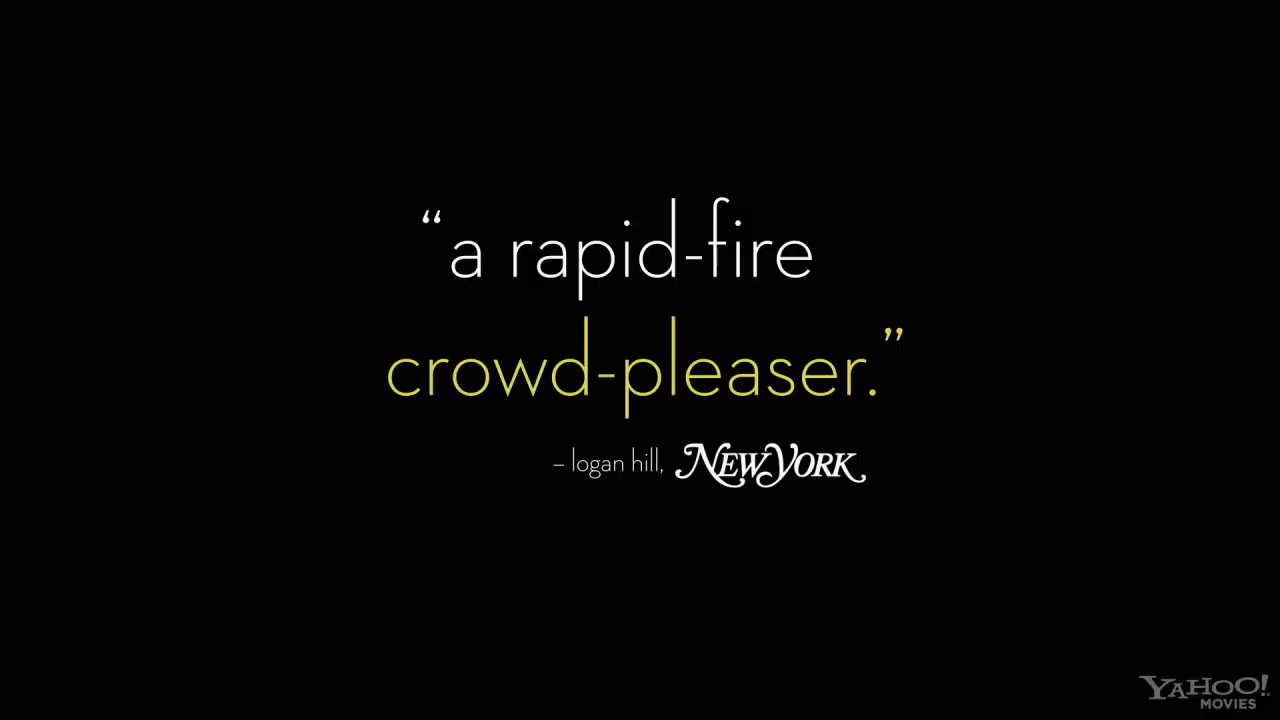 “a rapid-fire
crowd-pleaser.”
– logan hill, NEW YORK
YAHOO!
MOVIES